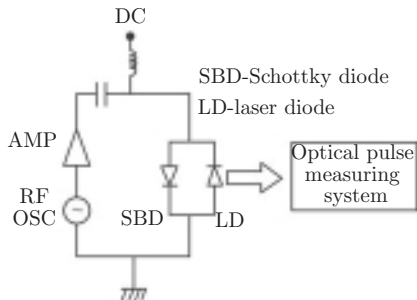 DC
SBD-Schottky diode
LD-laser diode
AMP
RF
OSC
SBD
LD
Optical pulse
measuring
system